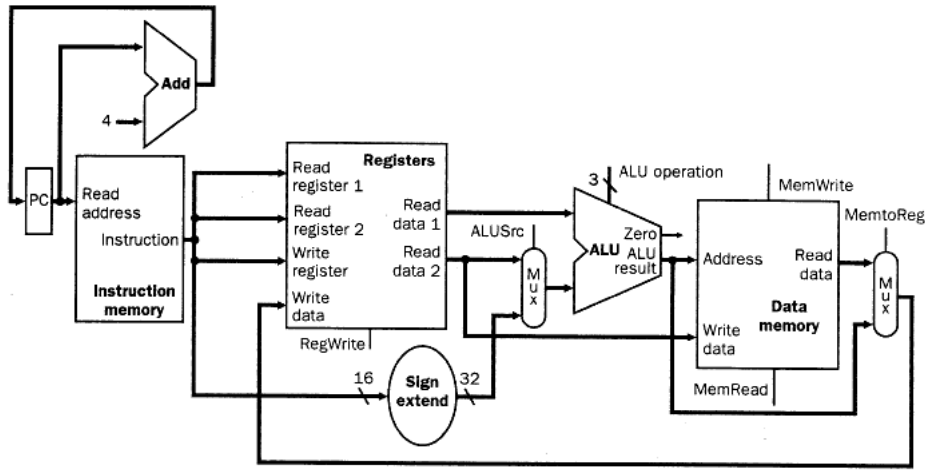 Add
4
PC
Read
address
Instruction
Instruction
memory
Registers
Read
register 1
Read
register 2
Write
register
Write
data
Read
data 1
Read
data 2
RegWrite
16
Sign
extend
32
ALUSrc
M
u
x
3
ALU operation
Zero
ALU
ALU
result
MemWrite
Address
Read
data
Data
memory
Write
data
MemRead
MemtoReg
M
u
x